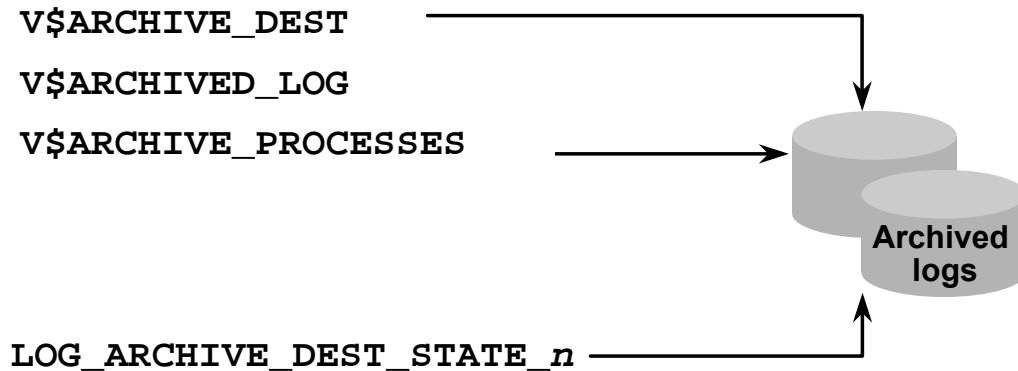 V$ARCHIVE_DEST
V$ARCHIVED_LOG
V$ARCHIVE_PROCESSES
Archived
logs
LOG_ARCHIVE_DEST_STATE_n